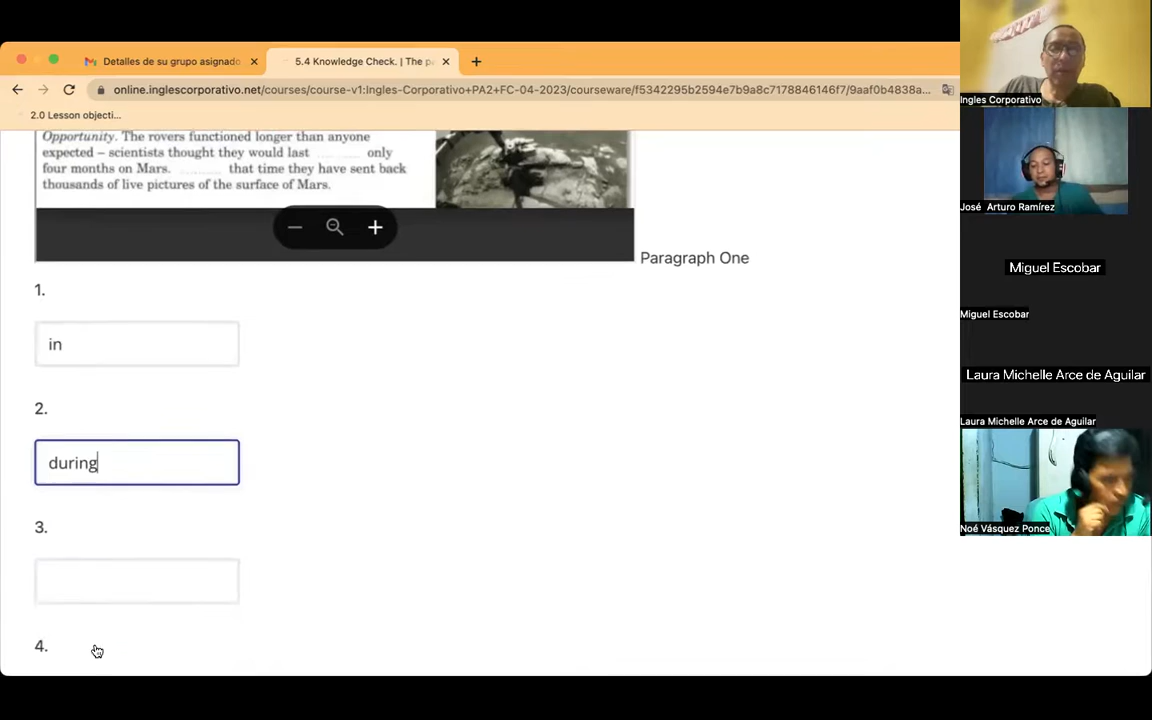 Detalles de su grupo asignado
5.4 Knowledge Check. | The p
online.inglescorporativo.net/courses/course-v1:Ingles-Corporativo+PA2+FC-04-2023/courseware/f5342295b2594e7b9a8c7178846146f7/9aaf0b4838a...
2.0 Lesson objecti...
Opportunity. The rovers functioned longer than anyone
expected – scientists thought they would last .......... only
four months on Mars. .......... that time they have sent back
thousands of live pictures of the surface of Mars.
Paragraph One
1.
in
2.
during
3.
4.
Ingles Corporativo
José Arturo Ramírez
Miguel Escobar
Miguel Escobar
Laura Michelle Arce de Aguilar
Laura Michelle Arce de Aguilar
Noé Vásquez Ponce